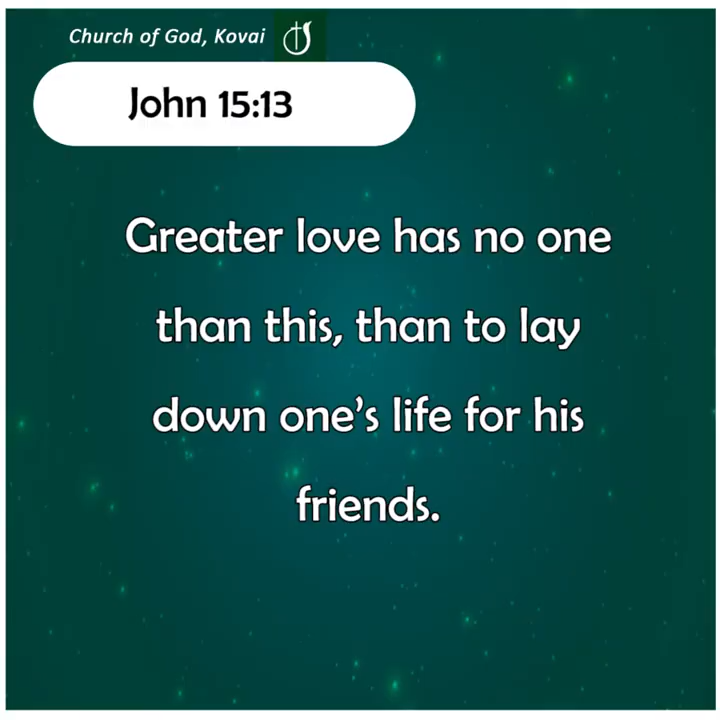 Church of God, Kovai
John 15:13
Greater love has no one
than this, than to lay
down one’s life for his
friends.